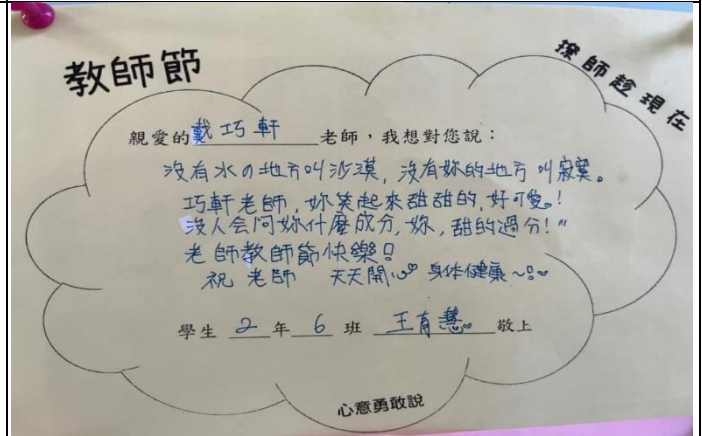 教師節
撩師趁現在
親愛的戴巧軒老師，我想對您說：
沒有水の地方叫沙漠，沒有妳的地方叫寂寞。
巧軒老師，妳笑起來甜甜的，好可愛。！
沒人会问妳什麼成分，妳，甜的過分！"
老師教師節快樂！
祝 老師 天天開心 身体健康～！
學生 2 年 6 班 王育慧 敬上
心意勇敢說